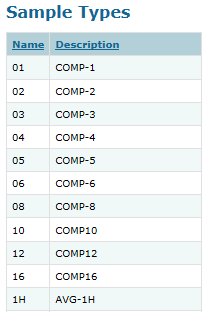 Sample Types
Name Description
01 COMP-1
02 COMP-2
03 COMP-3
04 COMP-4
05 COMP-5
06 COMP-6
08 COMP-8
10 COMP10
12 COMP12
16 COMP16
1H AVG-1H